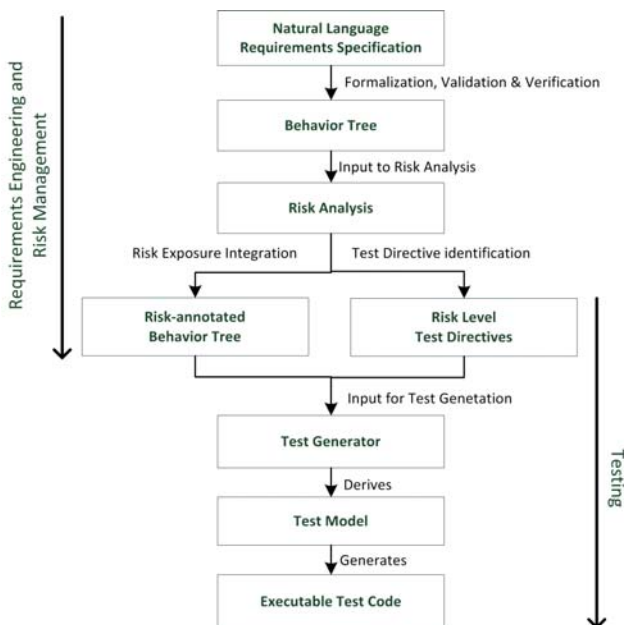 Natural Language
Requirements Specification
Formalization, Validation & Verification
Behavior Tree
Input to Risk Analysis
Risk Analysis
Risk Exposure Integration
Test Directive identification
Risk-annotated
Behavior Tree
Risk Level
Test Directives
Input for Test Genetation
Test Generator
Derives
Test Model
Generates
Executable Test Code
Requirements Engineering and
Risk Management
Testing